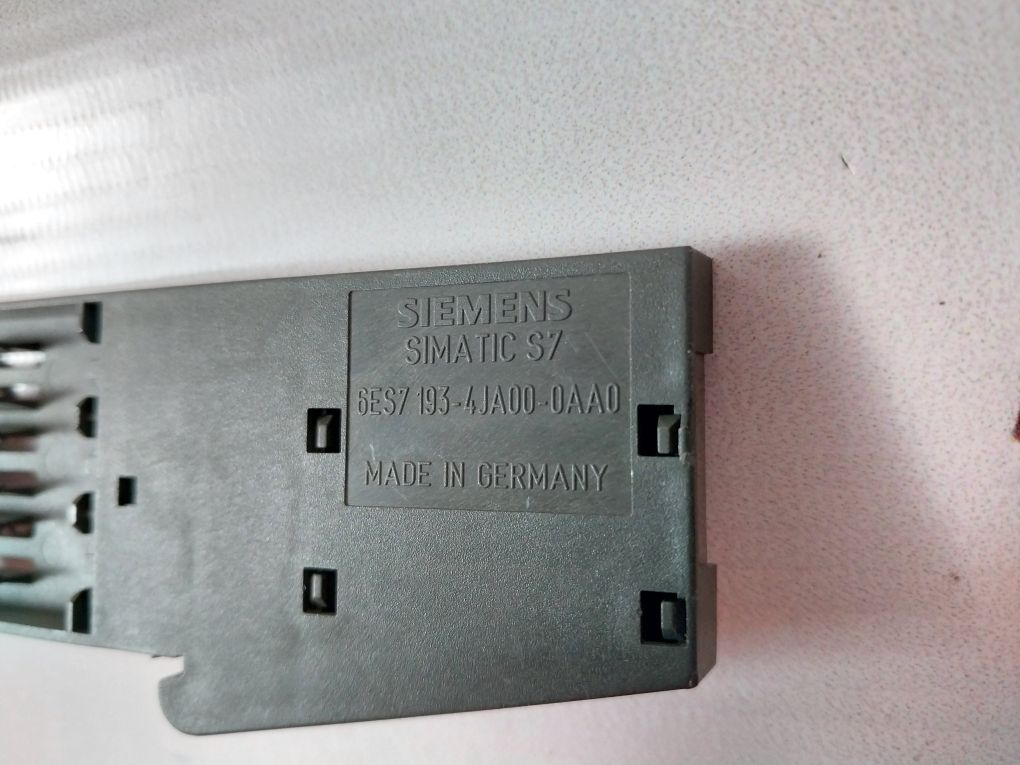 SIEMENS
SIMATIC S7
6ES7 193-4JA00-0AA0
MADE IN GERMANY